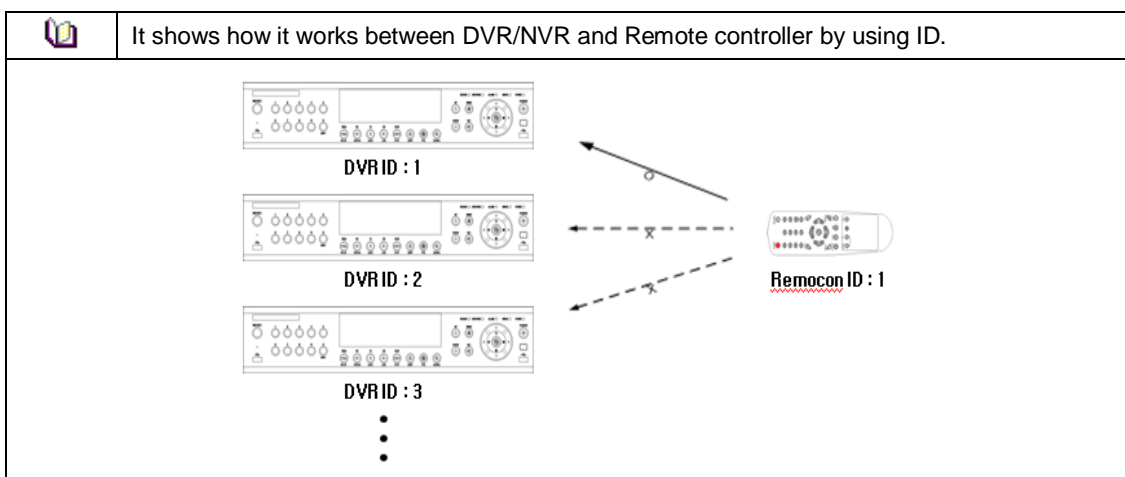 It shows how it works between DVR/NVR and Remote controller by using ID.
DVR ID : 1
O
X
DVR ID : 2
Remocon ID : 1
X
DVR ID : 3